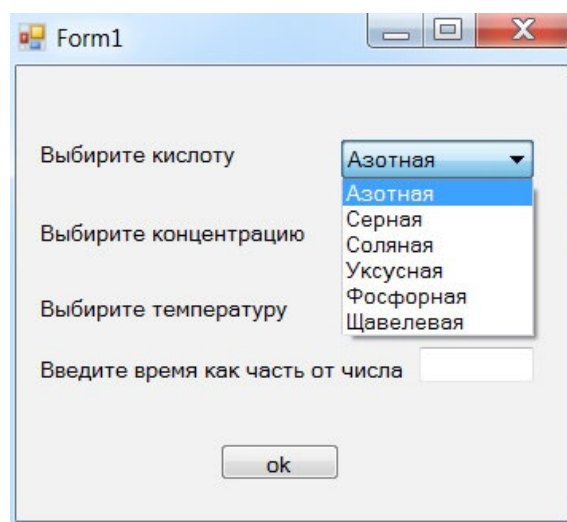 Form1
Выбирите кислоту
Азотная
Азотная
Серная
Соляная
Выбирите концентрацию
Уксусная
Фосфорная
Выбирите температуру
Щавелевая
Введите время как часть от числа
ok